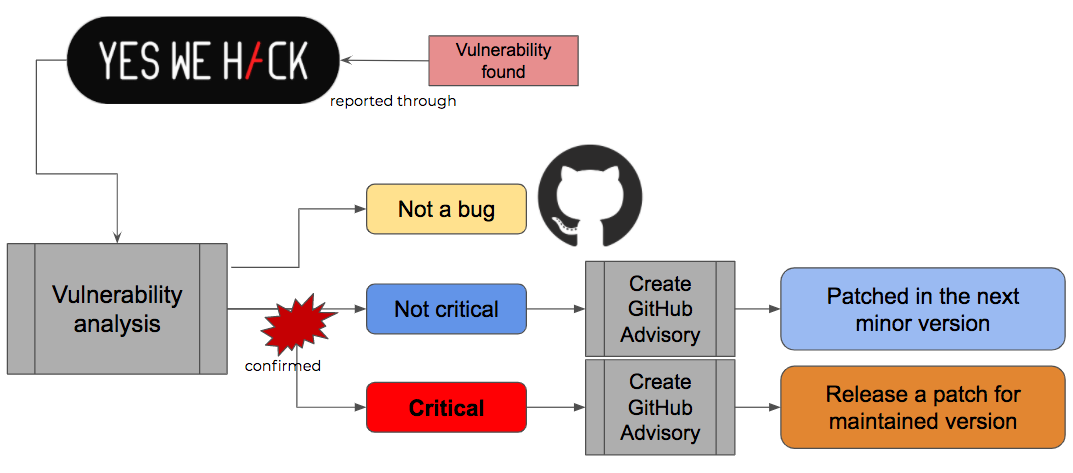 YES WE HACK
Vulnerability
found
reported through
Not a bug
Vulnerability
analysis
confirmed
Not critical
Create
GitHub
Advisory
Patched in the next
minor version
Critical
Create
GitHub
Advisory
Release a patch for
maintained version